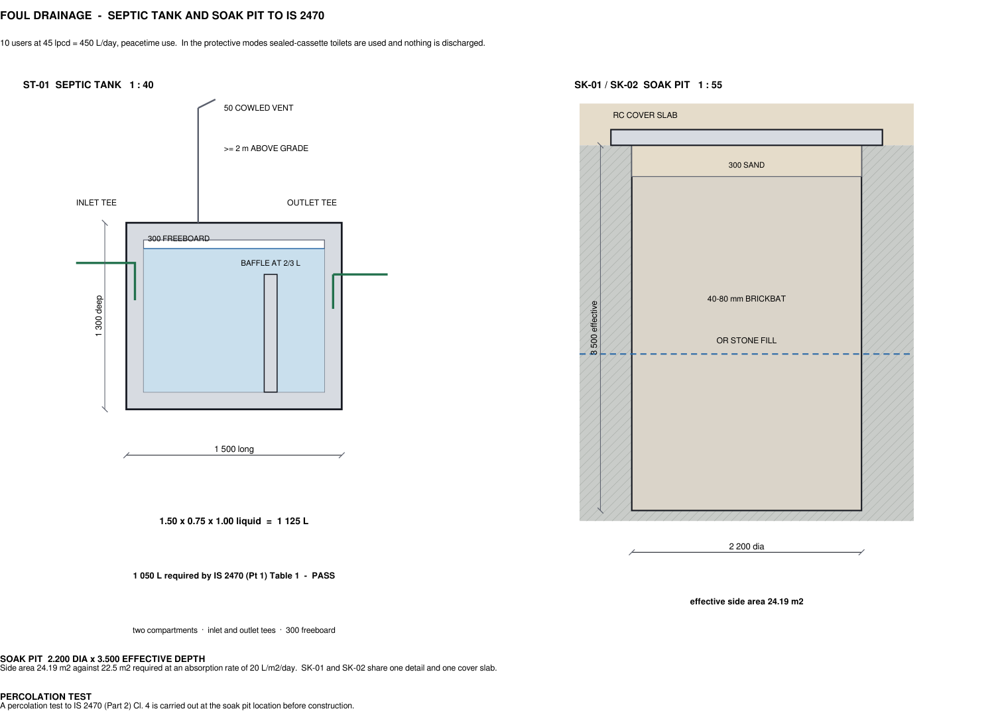 FOUL DRAINAGE - SEPTIC TANK AND SOAK PIT TO IS 2470
10 users at 45 lpcd = 450 L/day, peacetime use. In the protective modes sealed-cassette toilets are used and nothing is discharged.
ST-01 SEPTIC TANK 1 : 40
50 COWLED VENT
>= 2 m ABOVE GRADE
INLET TEE
OUTLET TEE
300 FREEBOARD
BAFFLE AT 2/3 L
1 300 deep
1 500 long
1.50 x 0.75 x 1.00 liquid = 1 125 L
1 050 L required by IS 2470 (Pt 1) Table 1 - PASS
two compartments · inlet and outlet tees · 300 freeboard
SK-01 / SK-02 SOAK PIT 1 : 55
RC COVER SLAB
300 SAND
40-80 mm BRICKBAT
OR STONE FILL
3 500 effective
2 200 dia
effective side area 24.19 m2
SOAK PIT 2.200 DIA x 3.500 EFFECTIVE DEPTH
Side area 24.19 m2 against 22.5 m2 required at an absorption rate of 20 L/m2/day. SK-01 and SK-02 share one detail and one cover slab.
PERCOLATION TEST
A percolation test to IS 2470 (Part 2) Cl. 4 is carried out at the soak pit location before construction.